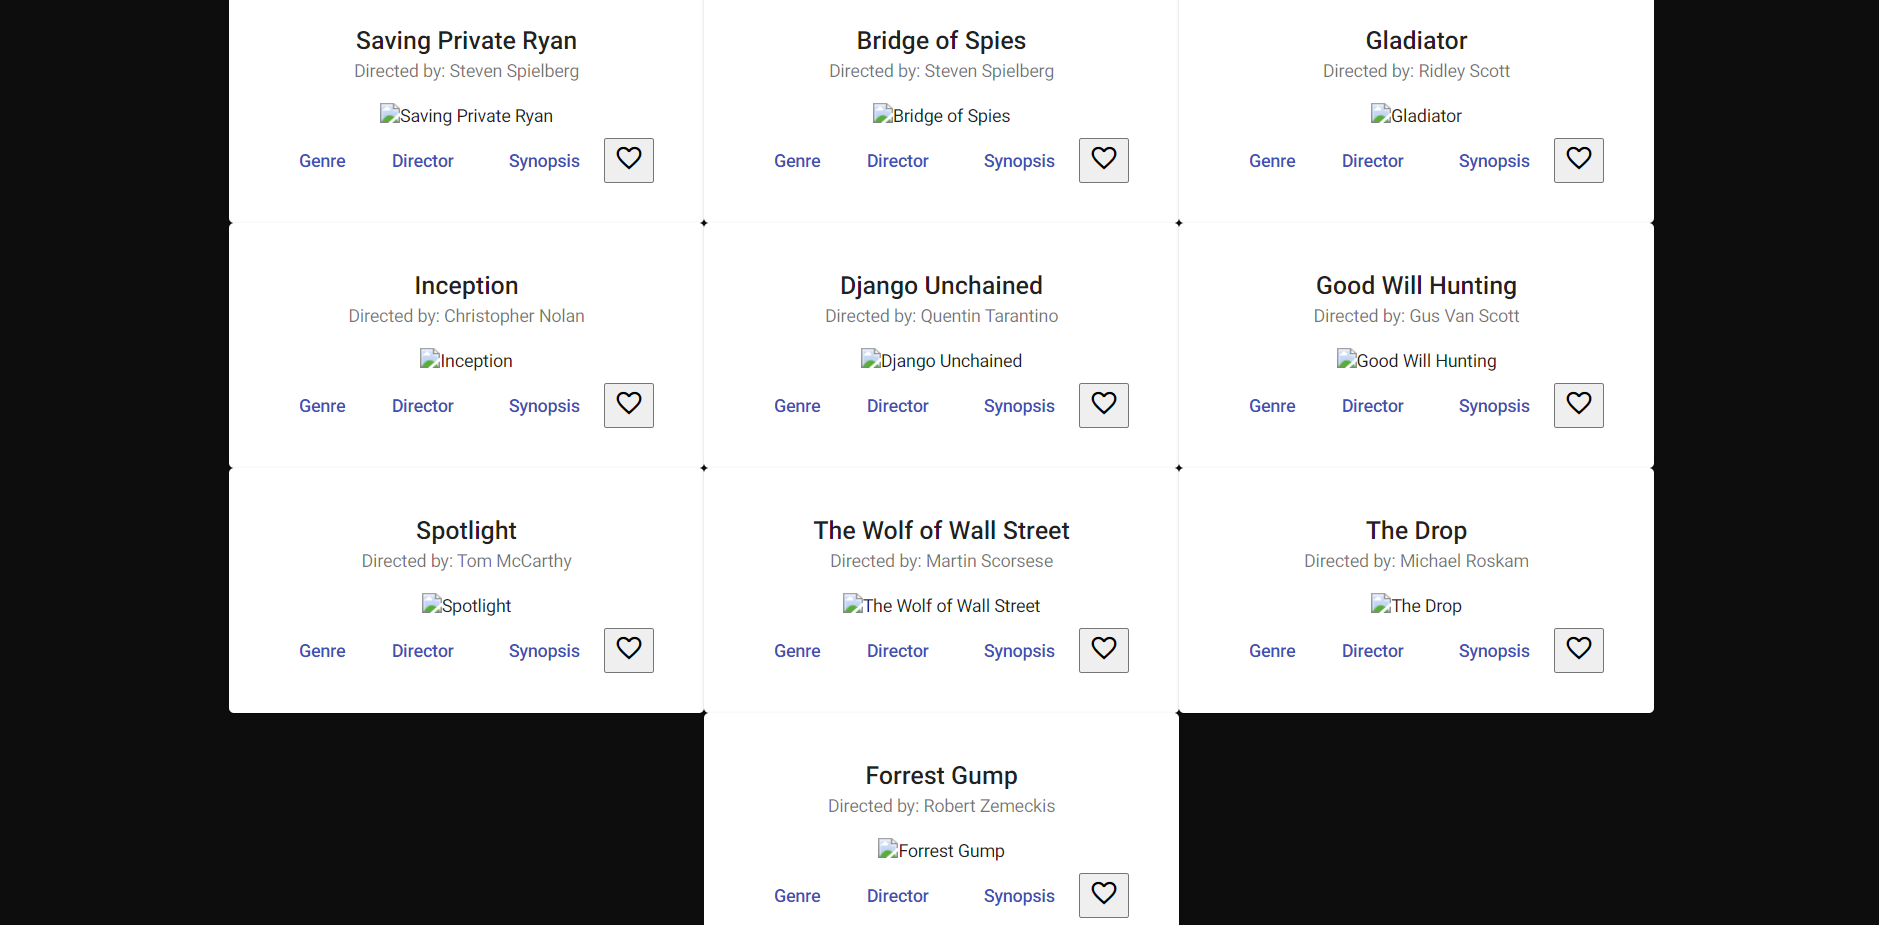 Saving Private Ryan
Directed by: Steven Spielberg
Saving Private Ryan
Genre Director Synopsis
Bridge of Spies
Directed by: Steven Spielberg
Bridge of Spies
Genre Director Synopsis
Gladiator
Directed by: Ridley Scott
Gladiator
Genre Director Synopsis
Inception
Directed by: Christopher Nolan
Inception
Genre Director Synopsis
Django Unchained
Directed by: Quentin Tarantino
Django Unchained
Genre Director Synopsis
Good Will Hunting
Directed by: Gus Van Scott
Good Will Hunting
Genre Director Synopsis
Spotlight
Directed by: Tom McCarthy
Spotlight
Genre Director Synopsis
The Wolf of Wall Street
Directed by: Martin Scorsese
The Wolf of Wall Street
Genre Director Synopsis
The Drop
Directed by: Michael Roskam
The Drop
Genre Director Synopsis
Forrest Gump
Directed by: Robert Zemeckis
Forrest Gump
Genre Director Synopsis